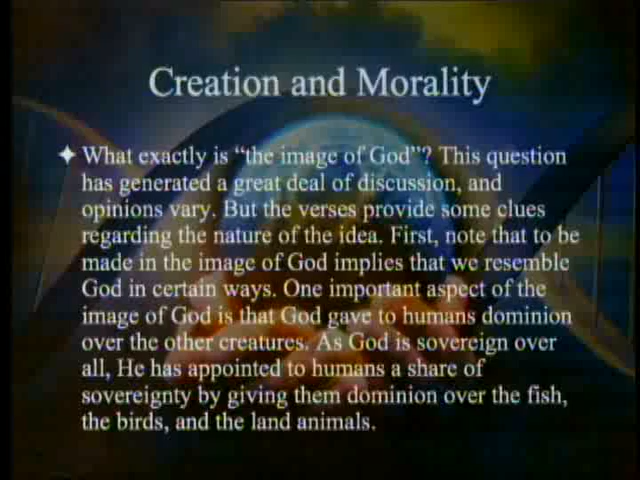 Creation and Morality
What exactly is “the image of God”? This question
has generated a great deal of discussion, and
opinions vary. But the verses provide some clues
regarding the nature of the idea. First, note that to be
made in the image of God implies that we resemble
God in certain ways. One important aspect of the
image of God is that God gave to humans dominion
over the other creatures. As God is sovereign over
all, He has appointed to humans a share of
sovereignty by giving them dominion over the fish,
the birds, and the land animals.